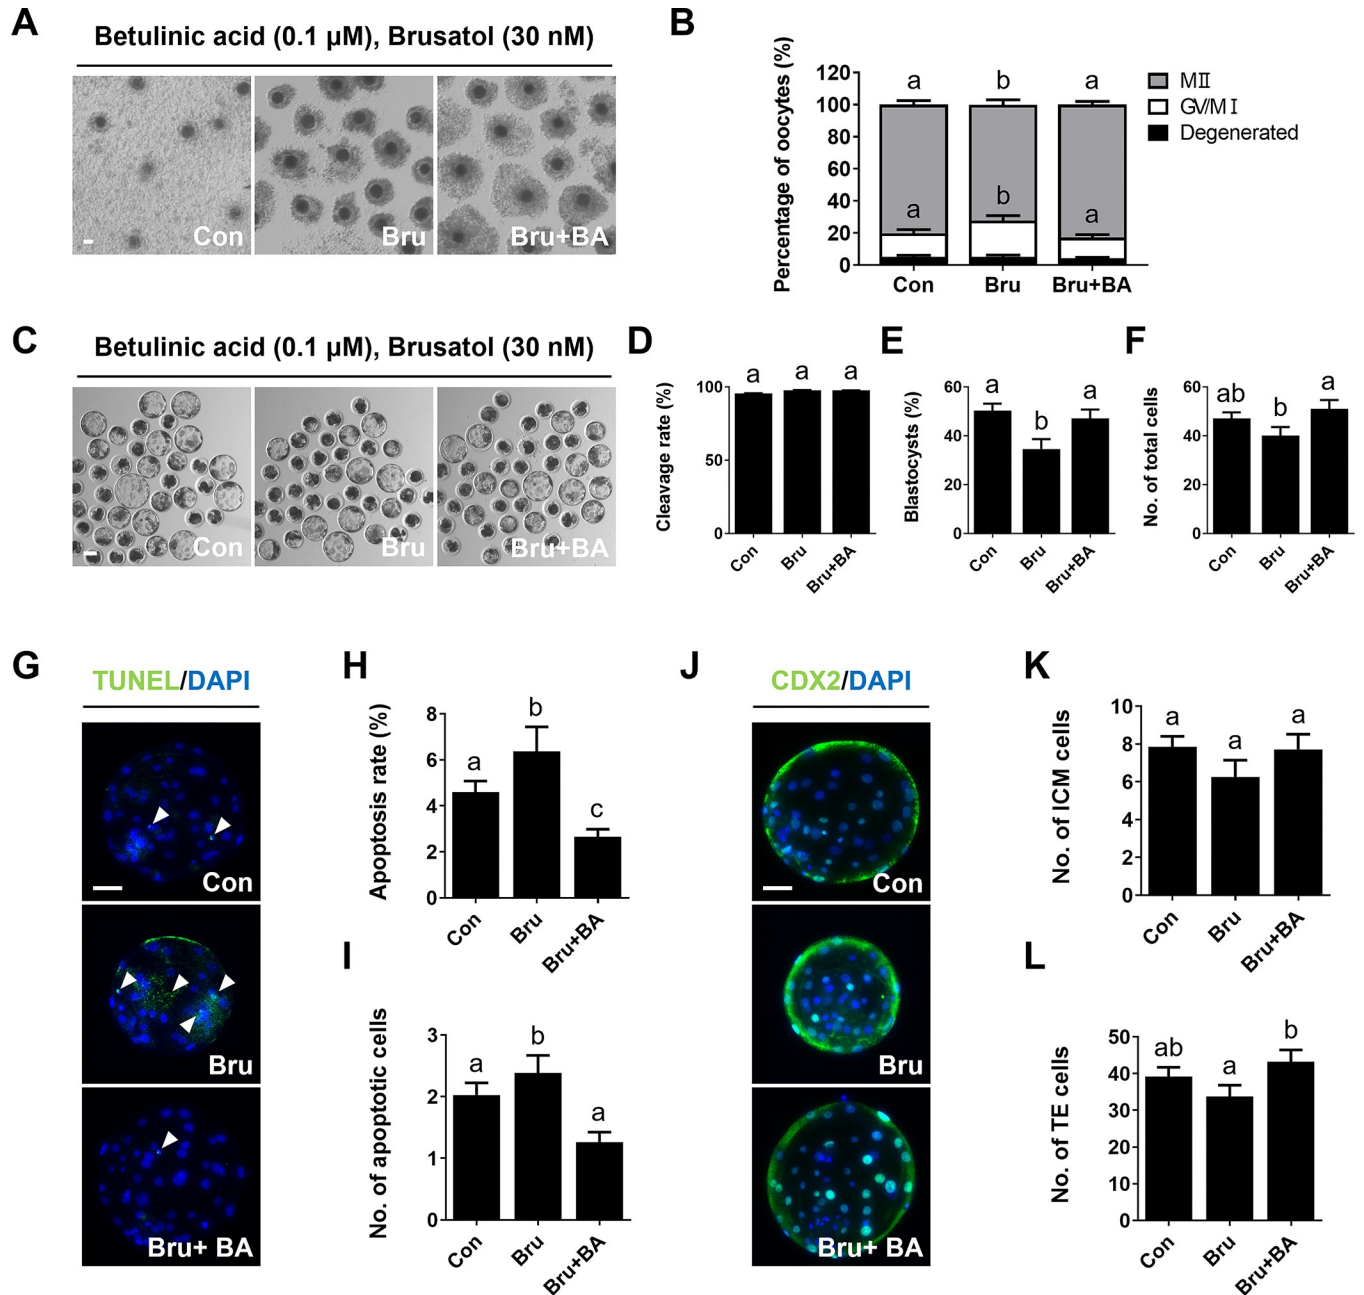 A
Betulinic acid (0.1 µM), Brusatol (30 nM)
Con
Bru
Bru+BA
B
Percentage of oocytes (%)
120
100
80
60
40
20
0
a
b
a
a
b
a
Con
Bru
Bru+BA
MII
GV/MI
Degenerated
C
Betulinic acid (0.1 µM), Brusatol (30 nM)
Con
Bru
Bru+BA
D
Cleavage rate (%)
100
50
0
a
a
a
Con
Bru
Bru+BA
E
Blastocysts (%)
60
40
20
0
a
b
a
Con
Bru
Bru+BA
F
No. of total cells
60
40
20
0
ab
b
a
Con
Bru
Bru+BA
G
TUNEL/DAPI
Con
Bru
Bru+ BA
H
Apoptosis rate (%)
8
6
4
2
0
a
b
c
Con
Bru
Bru+BA
I
No. of apoptotic cells
3
2
1
0
a
b
a
Con
Bru
Bru+BA
J
CDX2/DAPI
Con
Bru
Bru+ BA
K
No. of ICM cells
10
8
6
4
2
0
a
a
a
Con
Bru
Bru+BA
L
No. of TE cells
50
40
30
20
10
0
ab
a
b
Con
Bru
Bru+BA